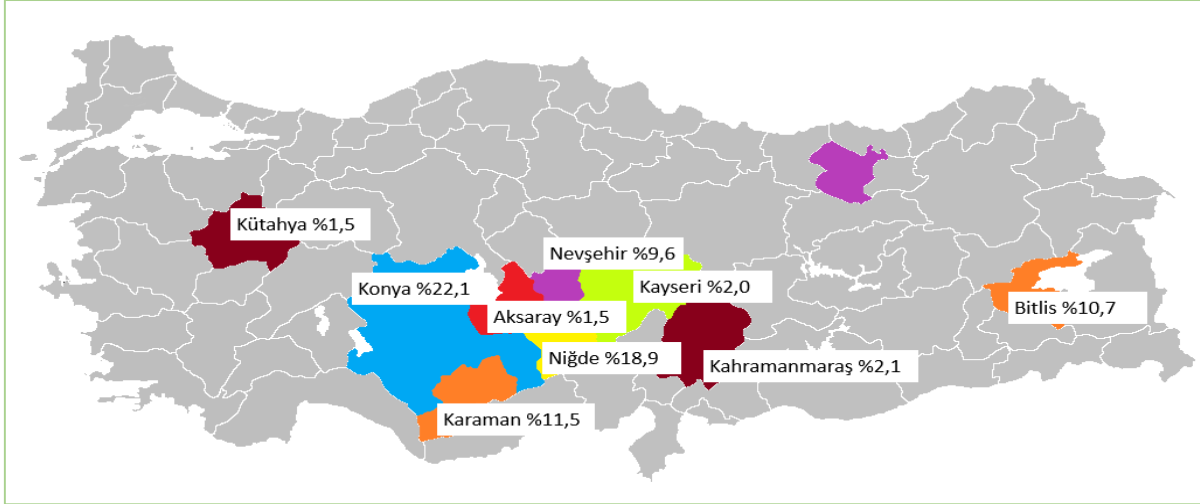 Kütahya %1,5
Nevşehir %9,6
Konya %22,1
Kayseri %2,0
Aksaray %1,5
Bitlis %10,7
Niğde %18,9
Kahramanmaraş %2,1
Karaman %11,5